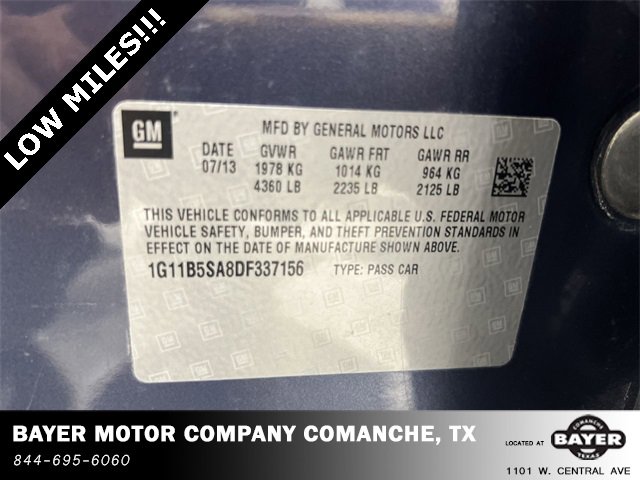 LOW MILES!!!
GM
MFD BY GENERAL MOTORS LLC
DATE GVWR GAWR FRT GAWR RR
07/13 1978 KG 1014 KG 964 KG
4360 LB 2235 LB 2125 LB
THIS VEHICLE CONFORMS TO ALL APPLICABLE U.S. FEDERAL MOTOR
VEHICLE SAFETY, BUMPER, AND THEFT PREVENTION STANDARDS IN
EFFECT ON THE DATE OF MANUFACTURE SHOWN ABOVE.
1G11B5SA8DF337156 TYPE: PASS CAR
BAYER MOTOR COMPANY COMANCHE, TX
844-695-6060
LOCATED AT
COMANCHE
BAYER
TEXAS
1101 W. CENTRAL AVE